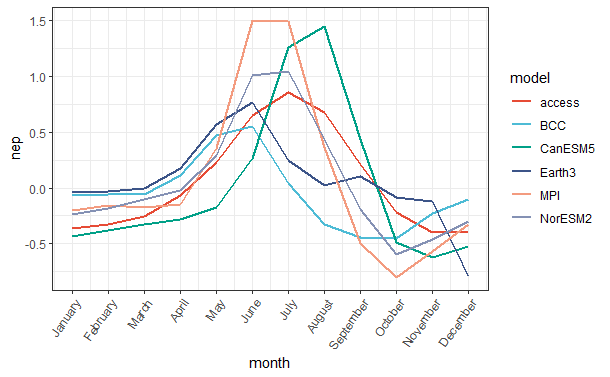 nep
1.5
1.0
0.5
0.0
-0.5
January
February
March
April
May
June
July
August
September
October
November
December
month
model
access
BCC
CanESM5
Earth3
MPI
NorESM2